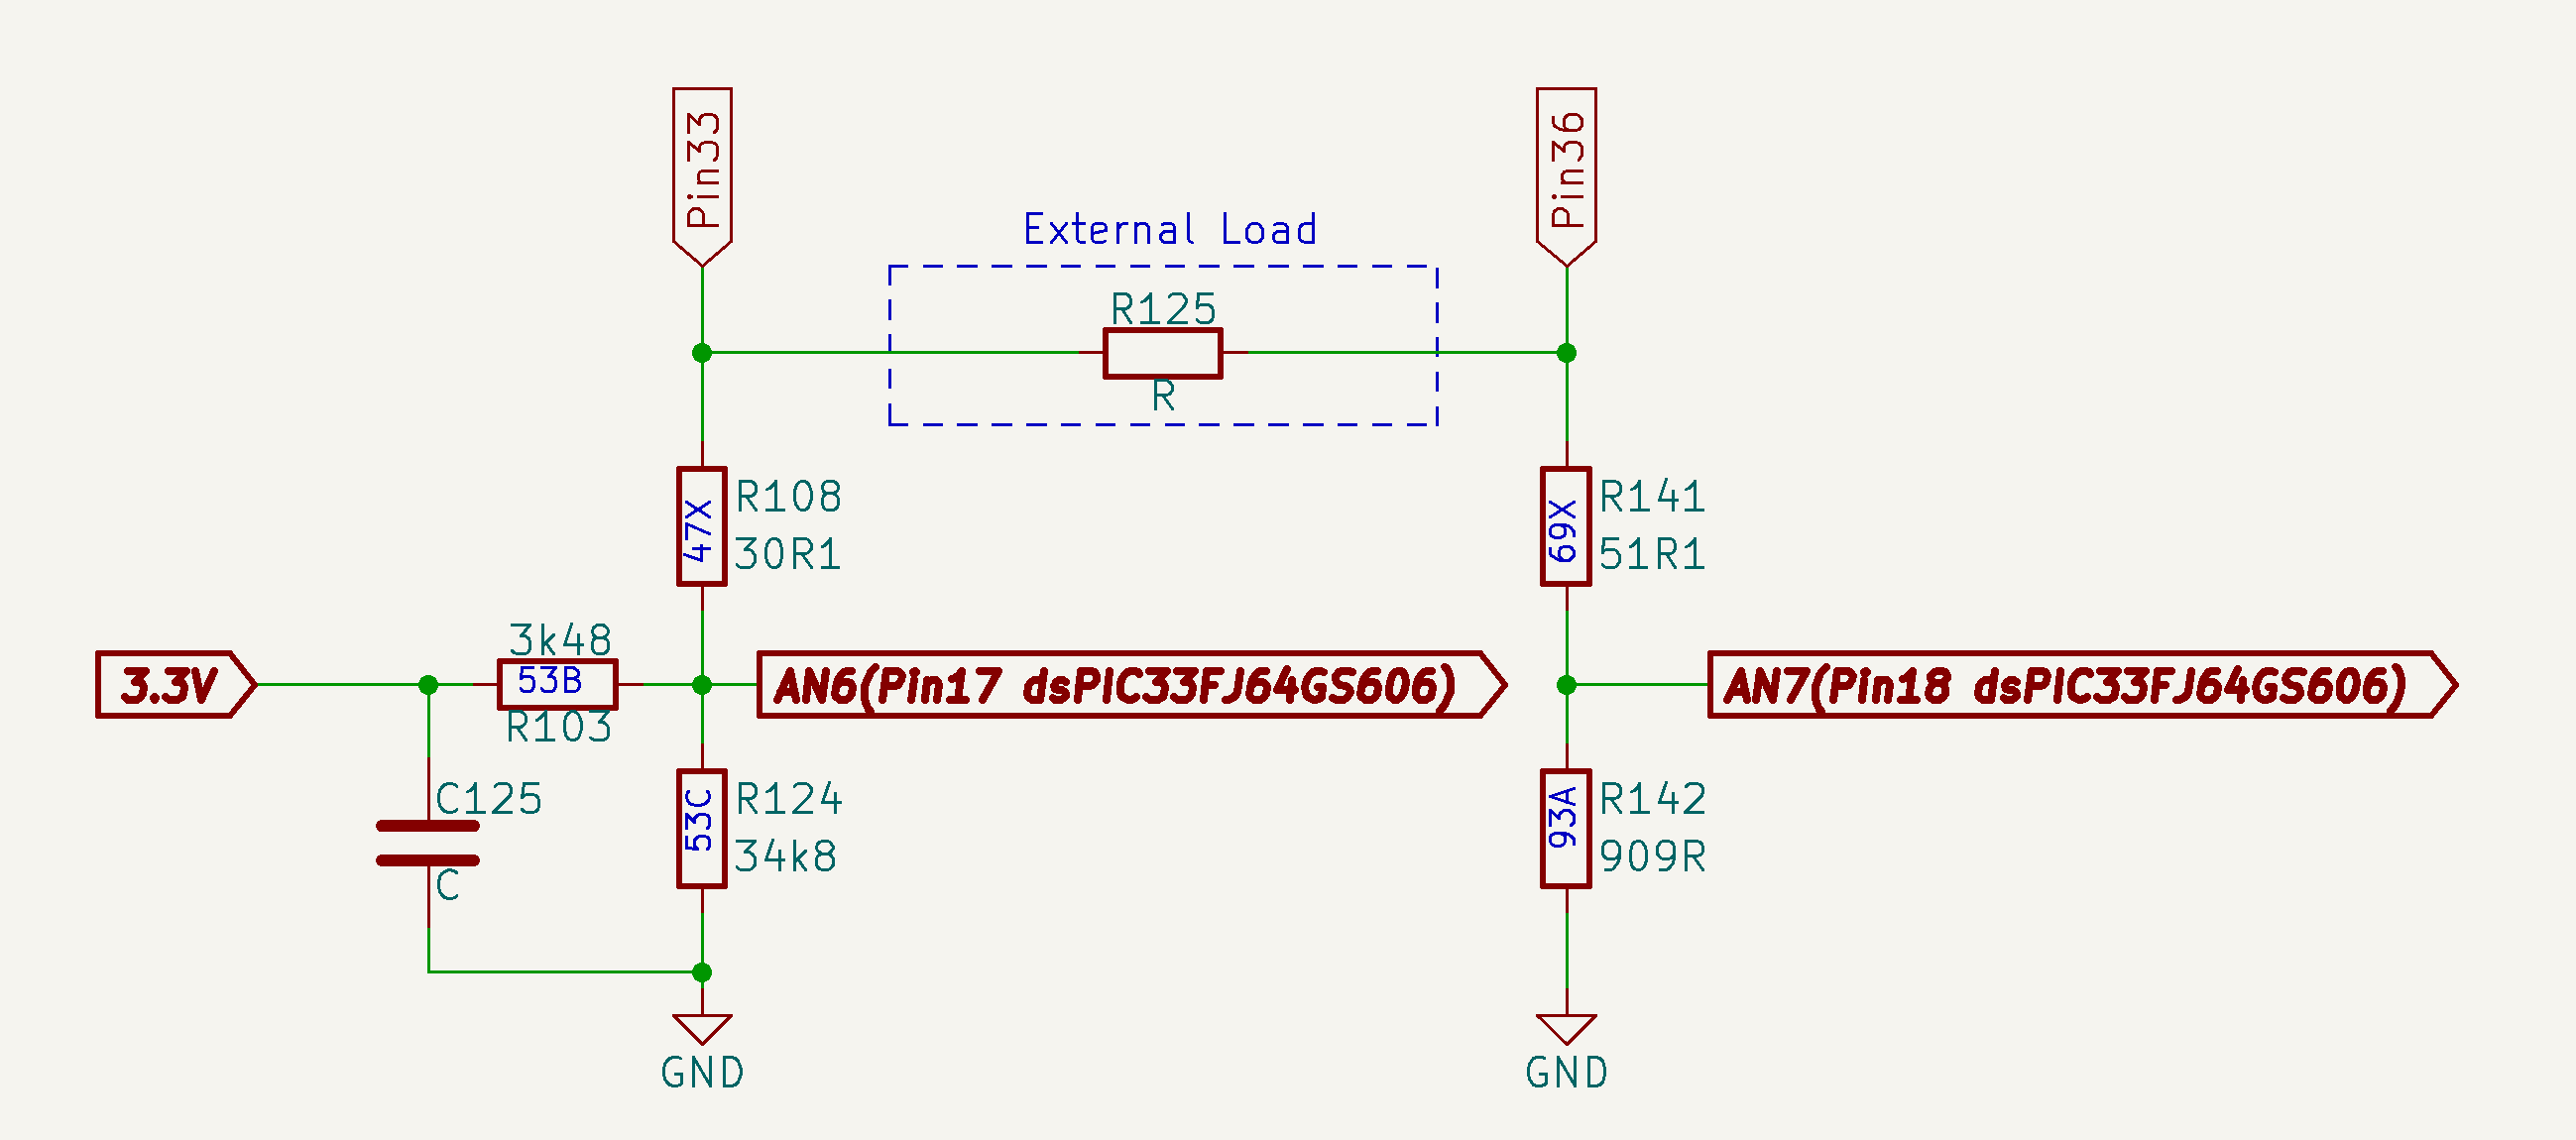 Pin33
Pin36
External Load
R125
R
47X
R108
30R1
69X
R141
51R1
3.3V
3k48
53B
R103
AN6(Pin17 dsPIC33FJ64GS606)
AN7(Pin18 dsPIC33FJ64GS606)
C125
C
53C
R124
34k8
93A
R142
909R
GND
GND